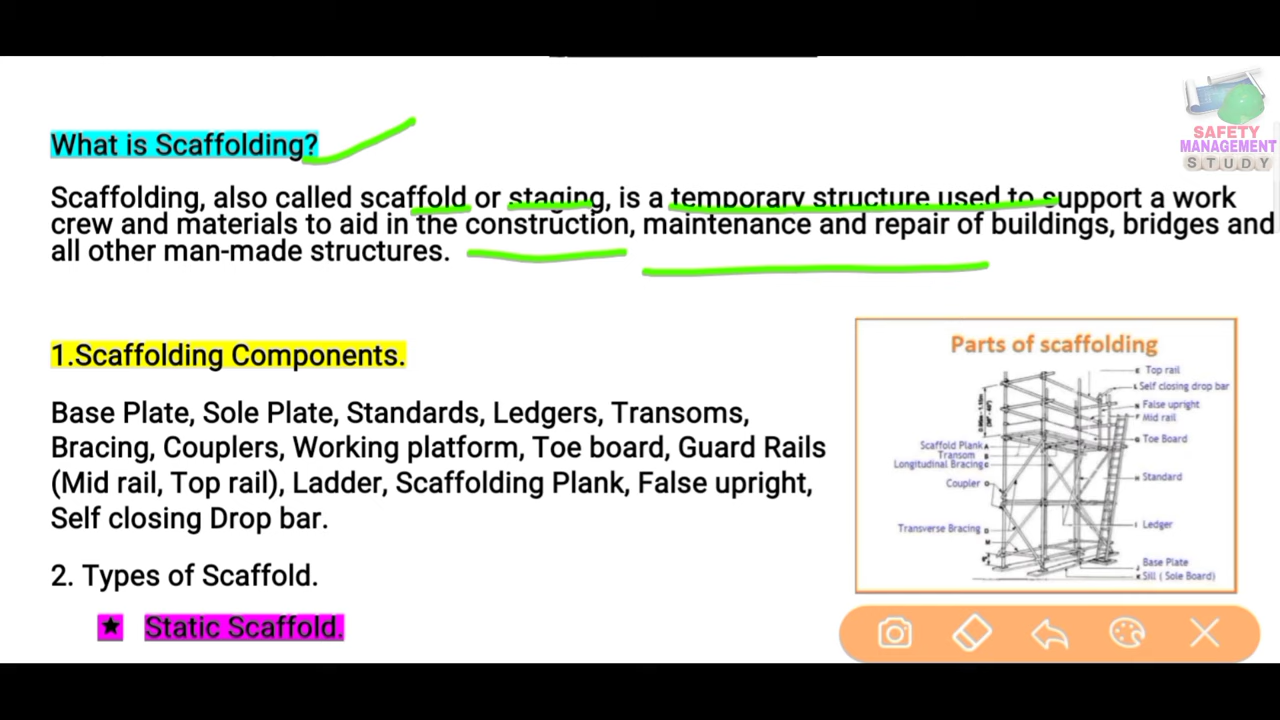 What is Scaffolding?
Scaffolding, also called scaffold or staging, is a temporary structure used to support a work
crew and materials to aid in the construction, maintenance and repair of buildings, bridges and
all other man-made structures.
SAFETY
MANAGEMENT
STUDY
1.Scaffolding Components.
Base Plate, Sole Plate, Standards, Ledgers, Transoms,
Bracing, Couplers, Working platform, Toe board, Guard Rails
(Mid rail, Top rail), Ladder, Scaffolding Plank, False upright,
Self closing Drop bar.
2. Types of Scaffold.
★ Static Scaffold.
Parts of scaffolding
Top rail
Self closing drop bar
False upright
Mid rail
Toe Board
Scaffold Plank
Transom
Longitudinal Bracing
Standard
Coupler
Ledger
Transverse Bracing
Base Plate
Sill ( Sole Board)